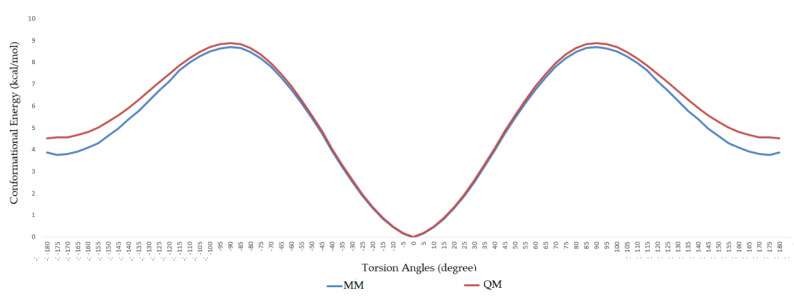 10
9
8
7
6
5
4
3
2
1
0
Conformational Energy (kcal/mol)
-180 -175 -170 -165 -160 -155 -150 -145 -140 -135 -130 -125 -120 -115 -110 -105 -100 -95 -90 -85 -80 -75 -70 -65 -60 -55 -50 -45 -40 -35 -30 -25 -20 -15 -10 -5 0 5 10 15 20 25 30 35 40 45 50 55 60 65 70 75 80 85 90 95 100 105 110 115 120 125 130 135 140 145 150 155 160 165 170 175 180
Torsion Angles (degree)
MM QM